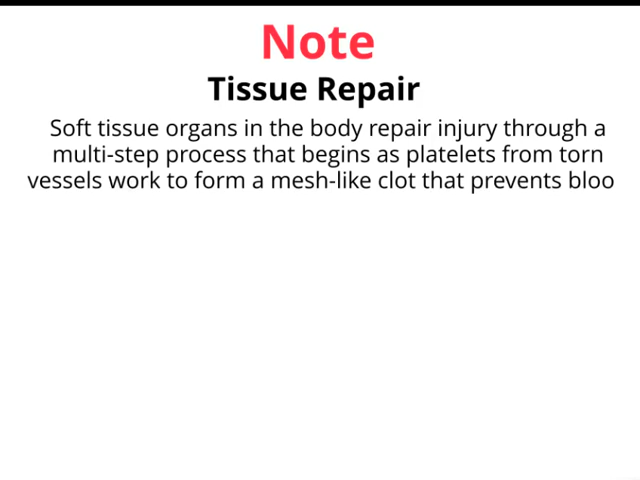 Note
Tissue Repair
Soft tissue organs in the body repair injury through a
multi-step process that begins as platelets from torn
vessels work to form a mesh-like clot that prevents bloo